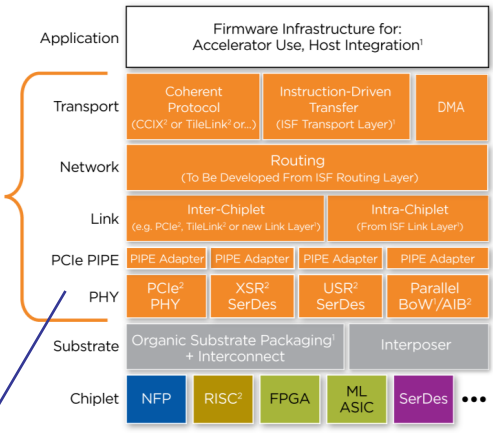 Application
Firmware Infrastructure for:
Accelerator Use, Host Integration¹
Transport
Coherent
Protocol
(CCIX² or TileLink² or...)
Instruction-Driven
Transfer
(ISF Transport Layer)¹
DMA
Network
Routing
(To Be Developed From ISF Routing Layer)
Link
Inter-Chiplet
(e.g. PCIe², TileLink² or new Link Layer¹)
Intra-Chiplet
(From ISF Link Layer¹)
PCIe PIPE
PIPE Adapter
PIPE Adapter
PIPE Adapter
PIPE Adapter
PHY
PCIe²
PHY
XSR²
SerDes
USR²
SerDes
Parallel
BoW¹/AIB²
Substrate
Organic Substrate Packaging¹
+ Interconnect
Interposer
Chiplet
NFP
RISC²
FPGA
ML
ASIC
SerDes
•••